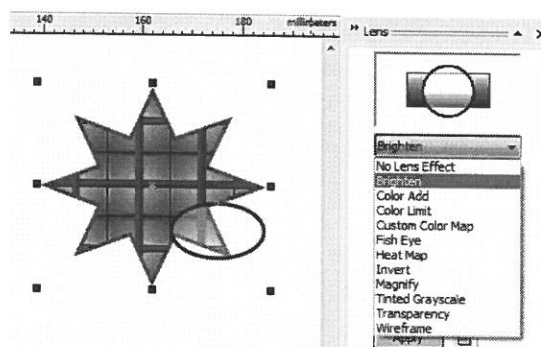 140 160 180 millimeters
Lens
Brighten
No Lens Effect
Brighten
Color Add
Color Limit
Custom Color Map
Fish Eye
Heat Map
Invert
Magnify
Tinted Grayscale
Transparency
Wireframe
Apply